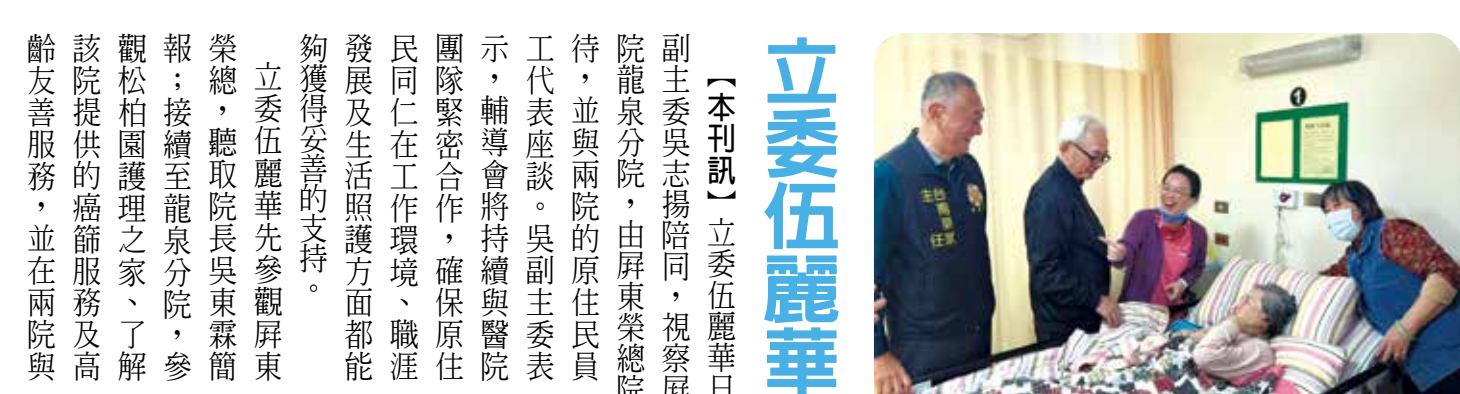 立委伍麗華
【本刊訊】立委伍麗華日
副主委吳志揚陪同，視察屏
院龍泉分院，由屏東榮總院
待，並與兩院的原住民員
工代表座談。吳副主委表
示，輔導會將持續與醫院
團隊緊密合作，確保原住
民同仁在工作環境、職涯
發展及生活照護方面都能
夠獲得妥善的支持。
立委伍麗華先參觀屏東
榮總，聽取院長吳東霖簡
報；接續至龍泉分院，參
觀松柏園護理之家、了解
該院提供的癌篩服務及高
齡友善服務，並在兩院與
1
主任